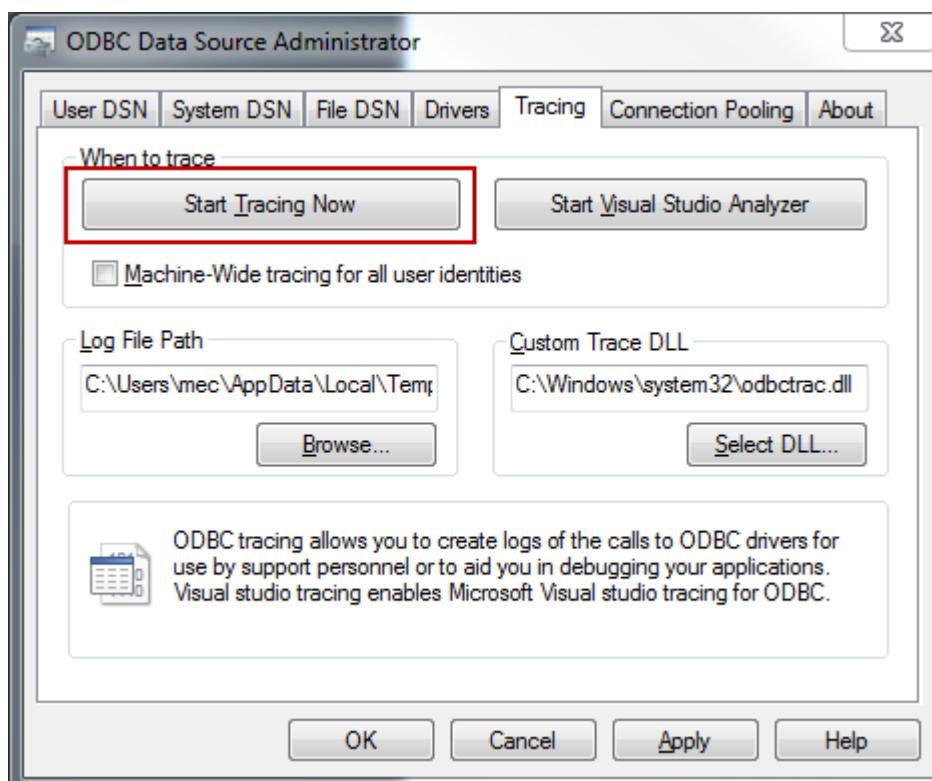 ODBC Data Source Administrator
User DSN System DSN File DSN Drivers Tracing Connection Pooling About
When to trace
Start Tracing Now Start Visual Studio Analyzer
Machine-Wide tracing for all user identities
Log File Path Custom Trace DLL
C:\Users\mec\AppData\Local\Temp C:\Windows\system32\odbctrac.dll
Browse... Select DLL...
ODBC tracing allows you to create logs of the calls to ODBC drivers for
use by support personnel or to aid you in debugging your applications.
Visual studio tracing enables Microsoft Visual studio tracing for ODBC.
OK Cancel Apply Help